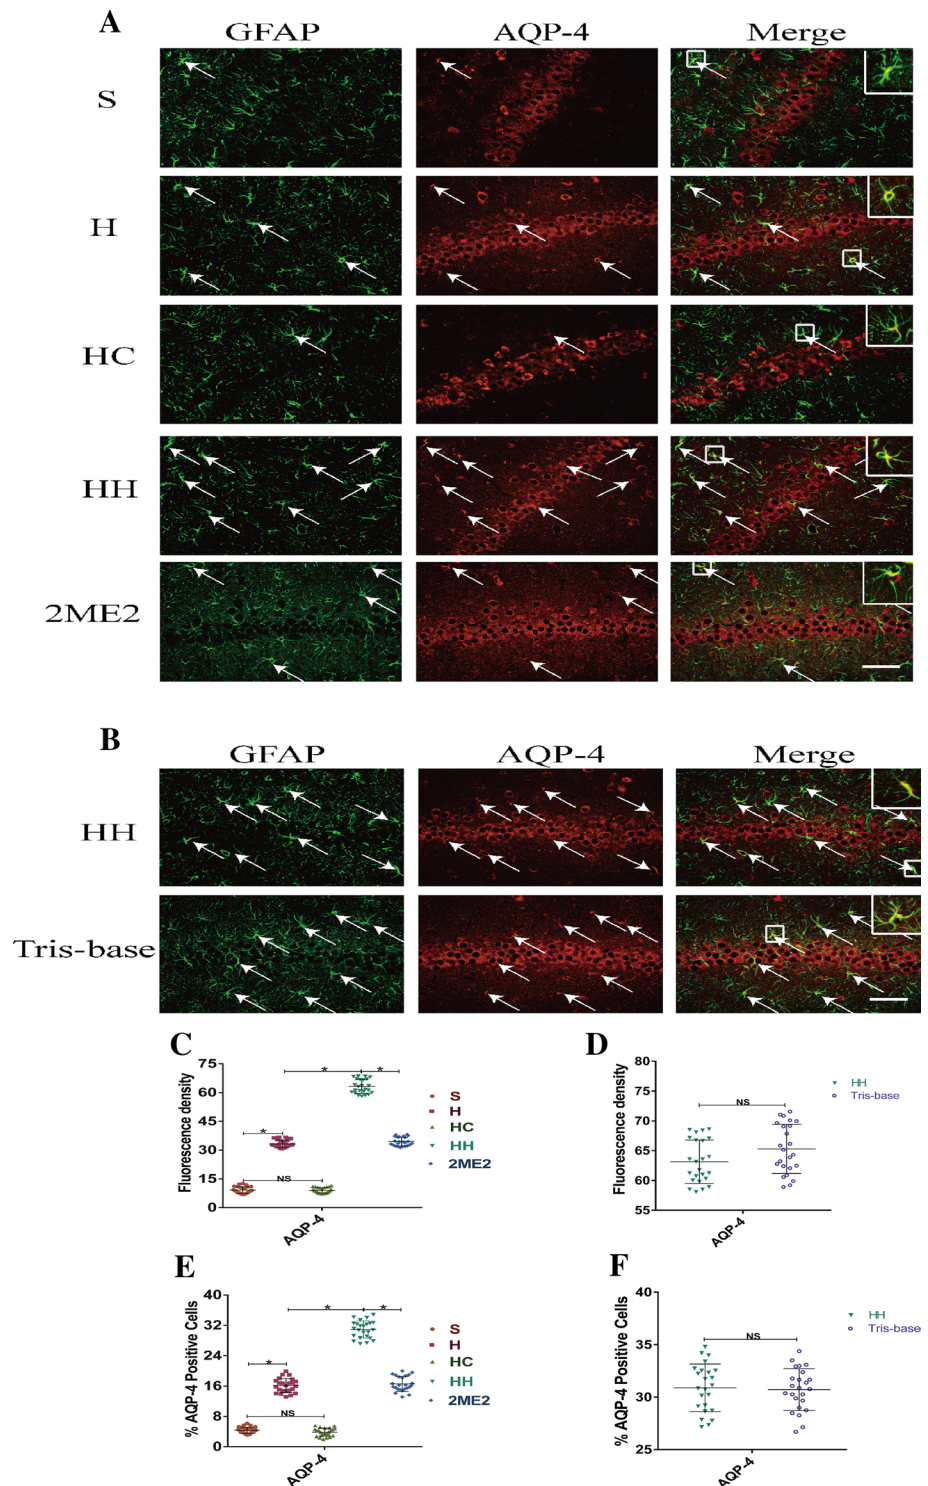 A
GFAP AQP-4 Merge
S
H
HC
HH
2ME2
B
GFAP AQP-4 Merge
HH
Tris-base
C
Fluorescence density
75
60
45
30
15
0
*
NS
* *
AQP-4
S
H
HC
HH
2ME2
D
Fluorescence density
80
75
70
65
60
55
NS
AQP-4
HH
Tris-base
E
% AQP-4 Positive Cells
40
32
24
16
8
0
*
NS
* *
AQP-4
S
H
HC
HH
2ME2
F
% AQP-4 Positive Cells
40
35
30
25
NS
AQP-4
HH
Tris-base